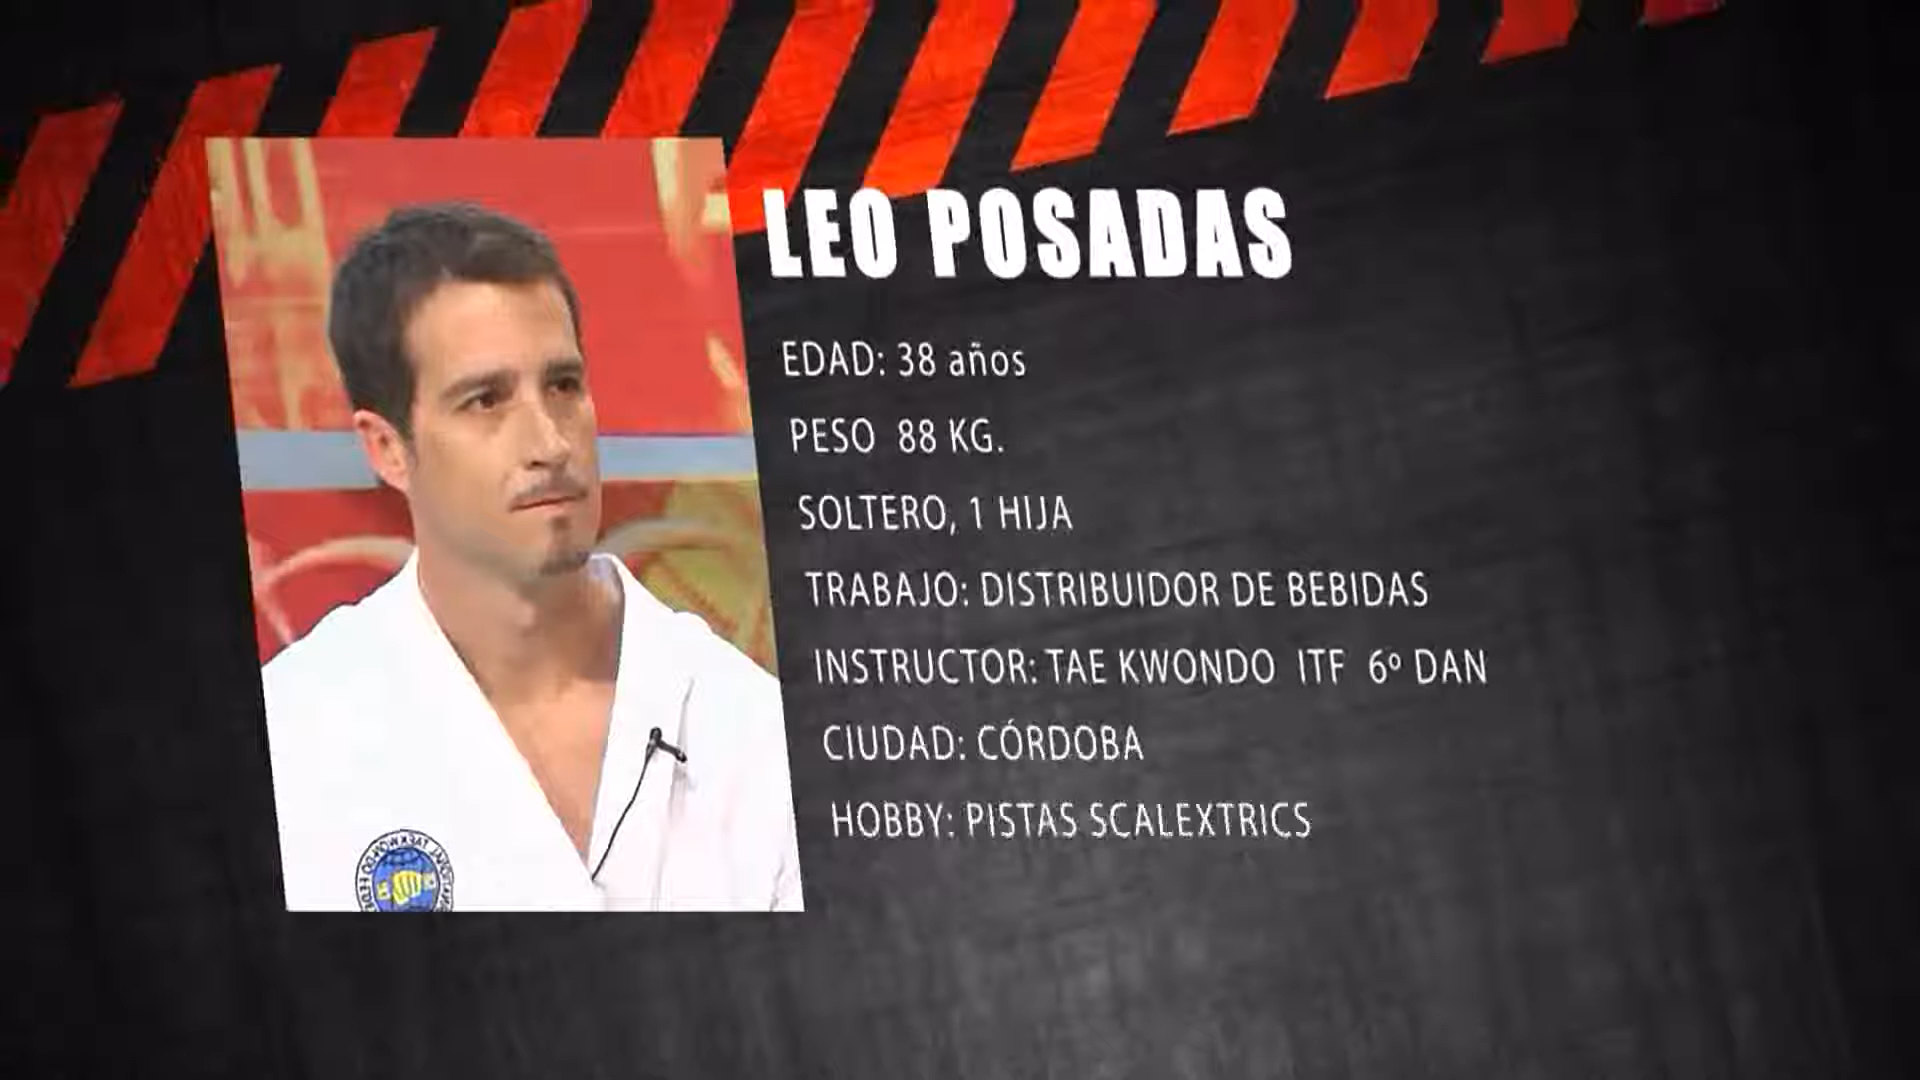 LEO POSADAS
EDAD: 38 años
PESO 88 KG.
SOLTERO, 1 HIJA
TRABAJO: DISTRIBUIDOR DE BEBIDAS
INSTRUCTOR: TAE KWONDO ITF 6º DAN
CIUDAD: CÓRDOBA
HOBBY: PISTAS SCALEXTRICS